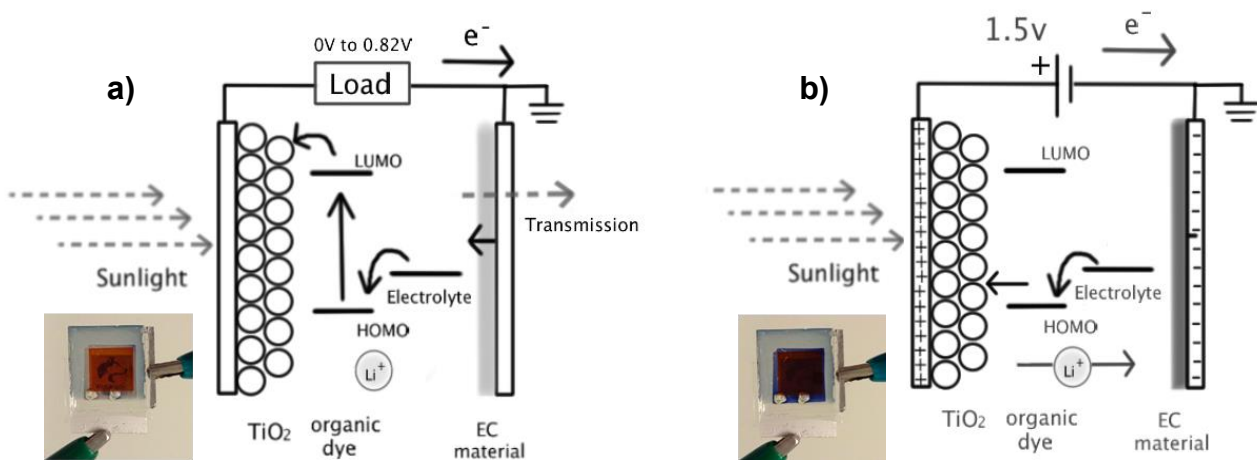 a)
0V to 0.82V
e⁻
Load
LUMO
Transmission
Sunlight
Electrolyte
HOMO
Li⁺
TiO₂
organic
dye
EC
material
b)
1.5v
e⁻
+
LUMO
Sunlight
Electrolyte
HOMO
Li⁺
TiO₂
organic
dye
EC
material